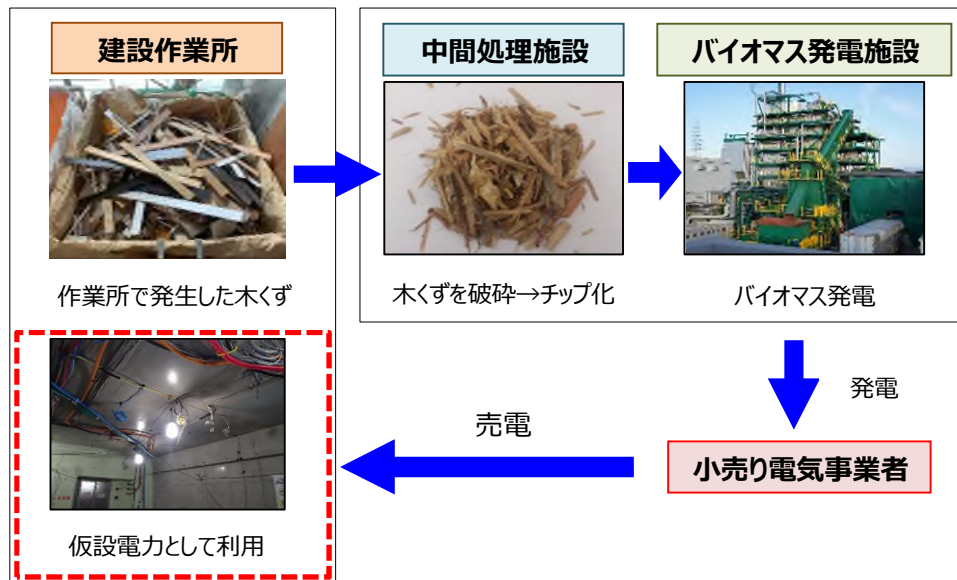 建設作業所
作業所で発生した木くず
中間処理施設
木くずを破砕→チップ化
バイオマス発電施設
バイオマス発電
発電
小売り電気事業者
売電
仮設電力として利用